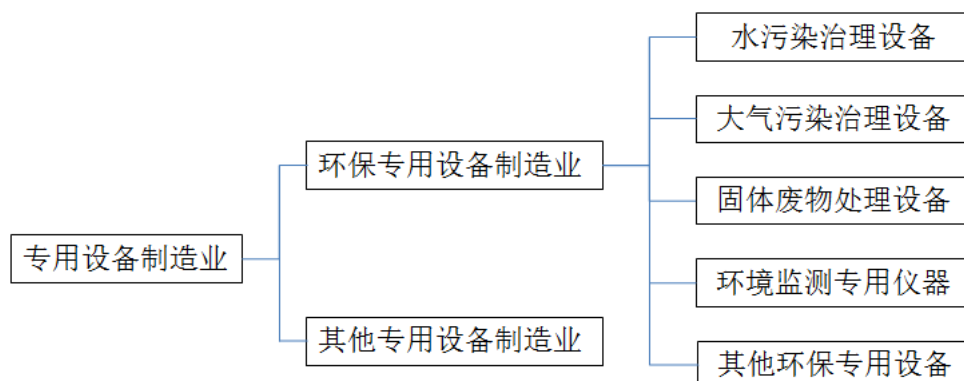 水污染治理设备
大气污染治理设备
环保专用设备制造业
固体废物处理设备
专用设备制造业
环境监测专用仪器
其他专用设备制造业
其他环保专用设备